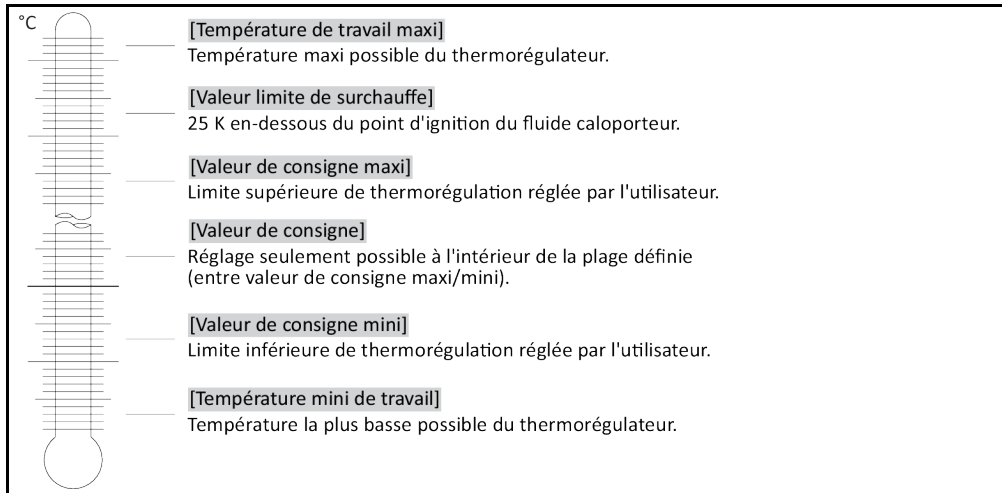 °C
[Température de travail maxi]
Température maxi possible du thermorégulateur.
[Valeur limite de surchauffe]
25 K en-dessous du point d'ignition du fluide caloporteur.
[Valeur de consigne maxi]
Limite supérieure de thermorégulation réglée par l'utilisateur.
[Valeur de consigne]
Réglage seulement possible à l'intérieur de la plage définie
(entre valeur de consigne maxi/mini).
[Valeur de consigne mini]
Limite inférieure de thermorégulation réglée par l'utilisateur.
[Température mini de travail]
Température la plus basse possible du thermorégulateur.